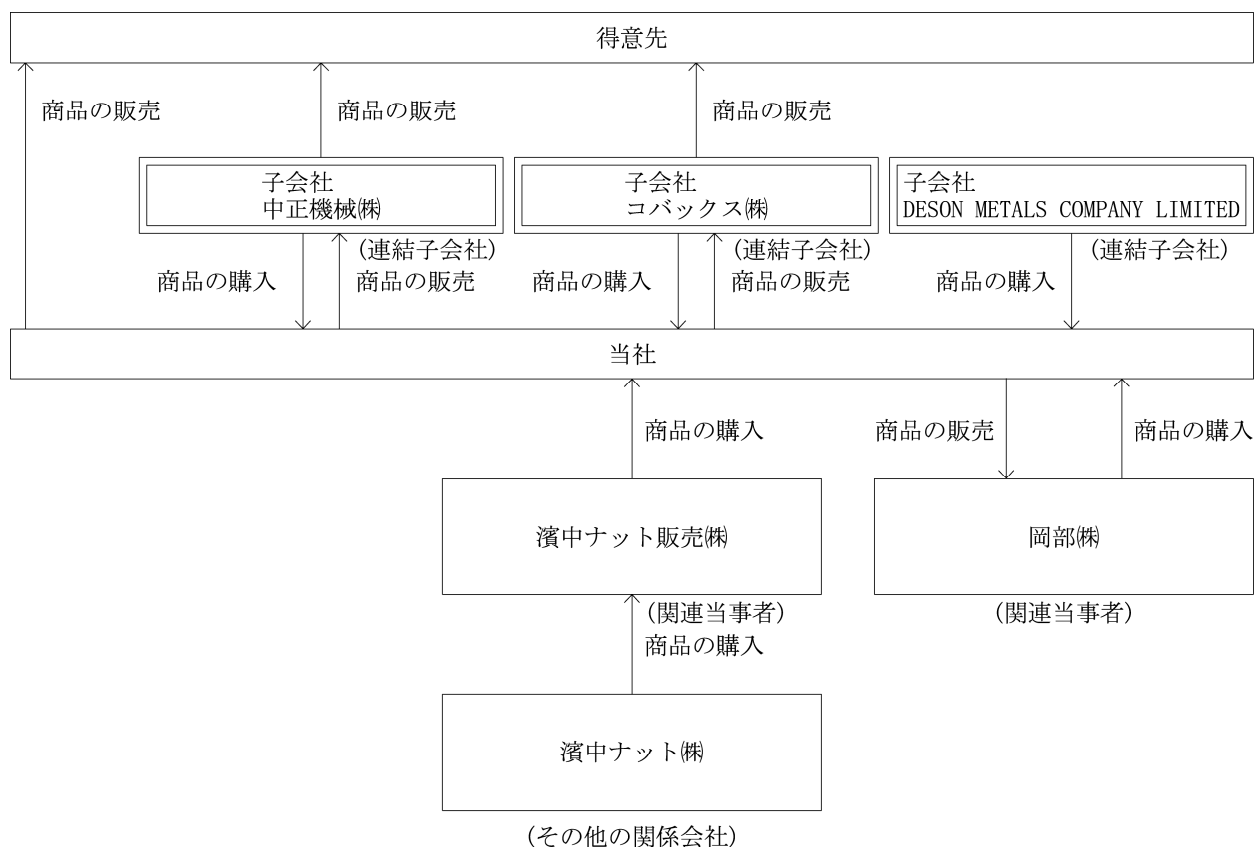 得意先
商品の販売
商品の販売
商品の販売
子会社
中正機械㈱
子会社
コバックス㈱
子会社
DESON METALS COMPANY LIMITED
(連結子会社)
(連結子会社)
(連結子会社)
商品の購入
商品の販売
商品の購入
商品の販売
商品の購入
当社
商品の購入
商品の販売
商品の購入
濱中ナット販売㈱
岡部㈱
(関連当事者)
(関連当事者)
商品の購入
濱中ナット㈱
(その他の関係会社)